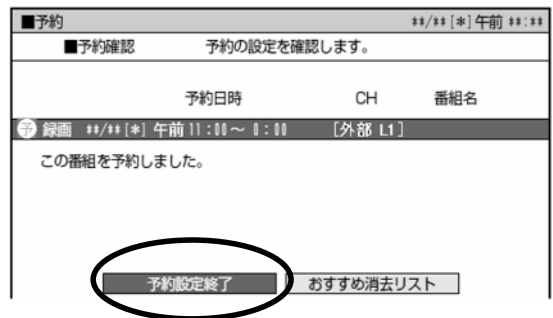 ■予約 **/**[*]午前 **:**
■予約確認 予約の設定を確認します。
予約日時 CH 番組名
予 録画 **/**[*] 午前 11:00～ 0:00 [外部 L1]
この番組を予約しました。
予約設定終了 おすすめ消去リスト